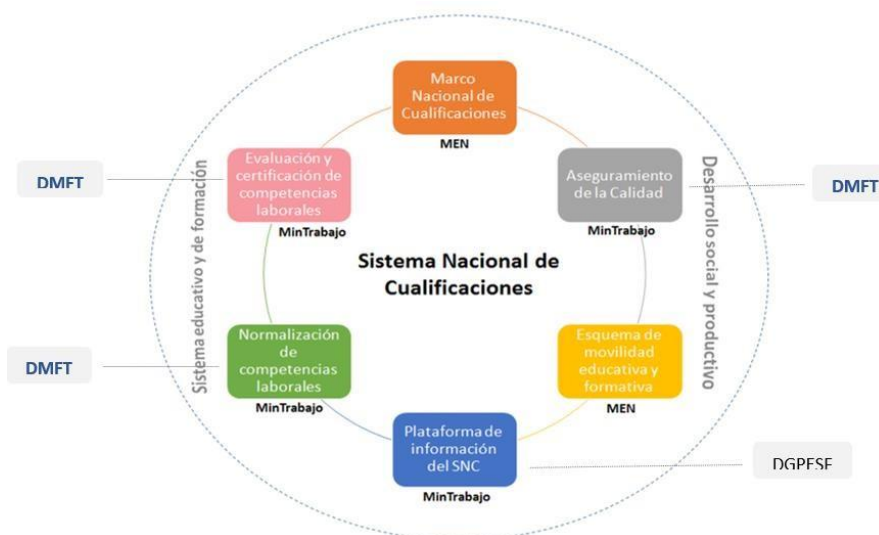 Marco
Nacional de
Cualificaciones
MEN
Evaluación y
certificación de
competencias
laborales
MinTrabajo
DMFT
Aseguramiento
de la Calidad
MinTrabajo
DMFT
Sistema educativo y de formación
Desarrollo social y productivo
Sistema Nacional de
Cualificaciones
Normalización
de
competencias
laborales
MinTrabajo
DMFT
Esquema de
movilidad
educativa y
formativa
MEN
Plataforma de
información
del SNC
MinTrabajo
DGPESF